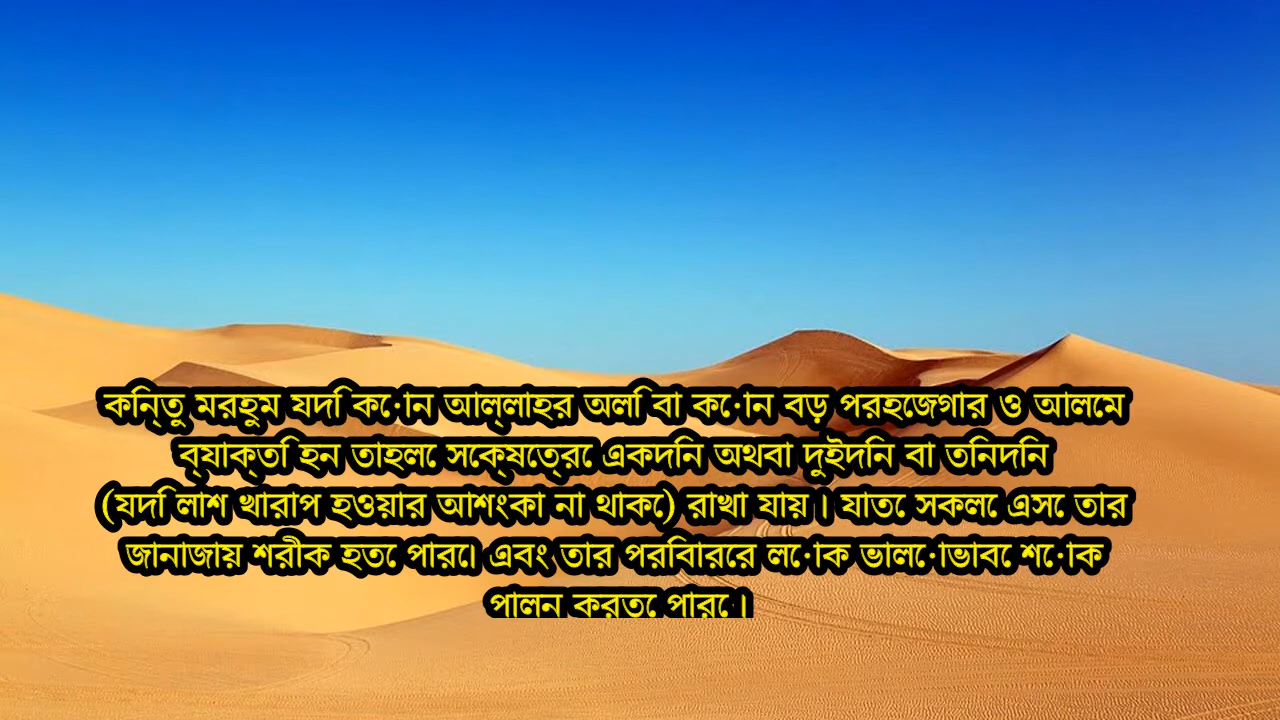 কিন্তু মরহুম যদি কোন আল্লাহর অলি বা কোন বড় পরহেজগার ও আলেম
ব্যাক্তি হন তাহলে সেক্ষেত্রে একদিন অথবা দুইদিন বা তিনদিন
(যদি লাশ খারাপ হওয়ার আশংকা না থাকে) রাখা যায়। যাতে সকলে এসে তার
জানাজায় শরীক হতে পারে। এবং তার পরিবারের লোক ভালোভাবে শোক
পালন করতে পারে।